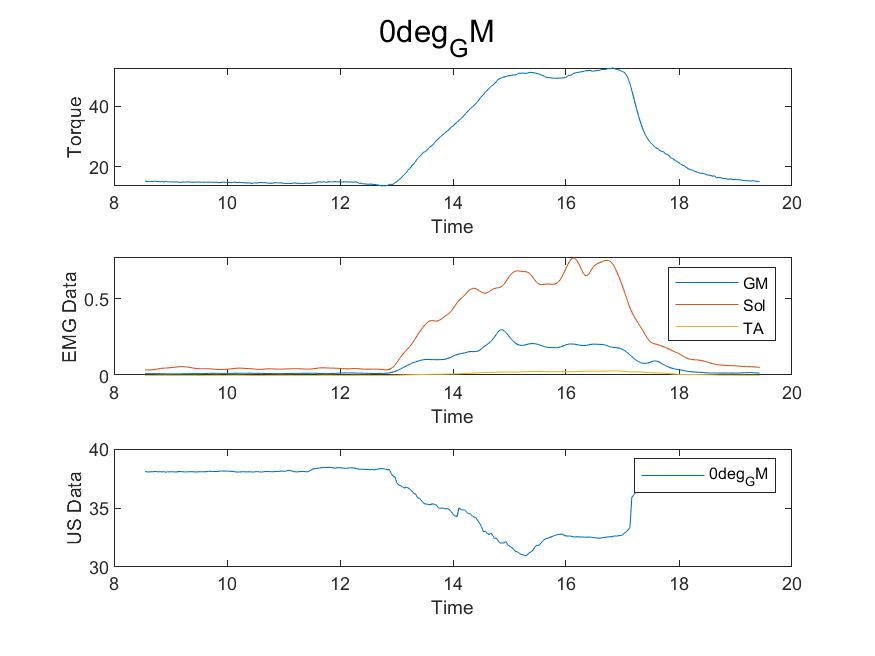 0deg_GM
40
20
Torque
8 10 12 14 16 18 20
Time
0.5
0
EMG Data
GM
Sol
TA
8 10 12 14 16 18 20
Time
40
35
30
US Data
0deg_GM
8 10 12 14 16 18 20
Time